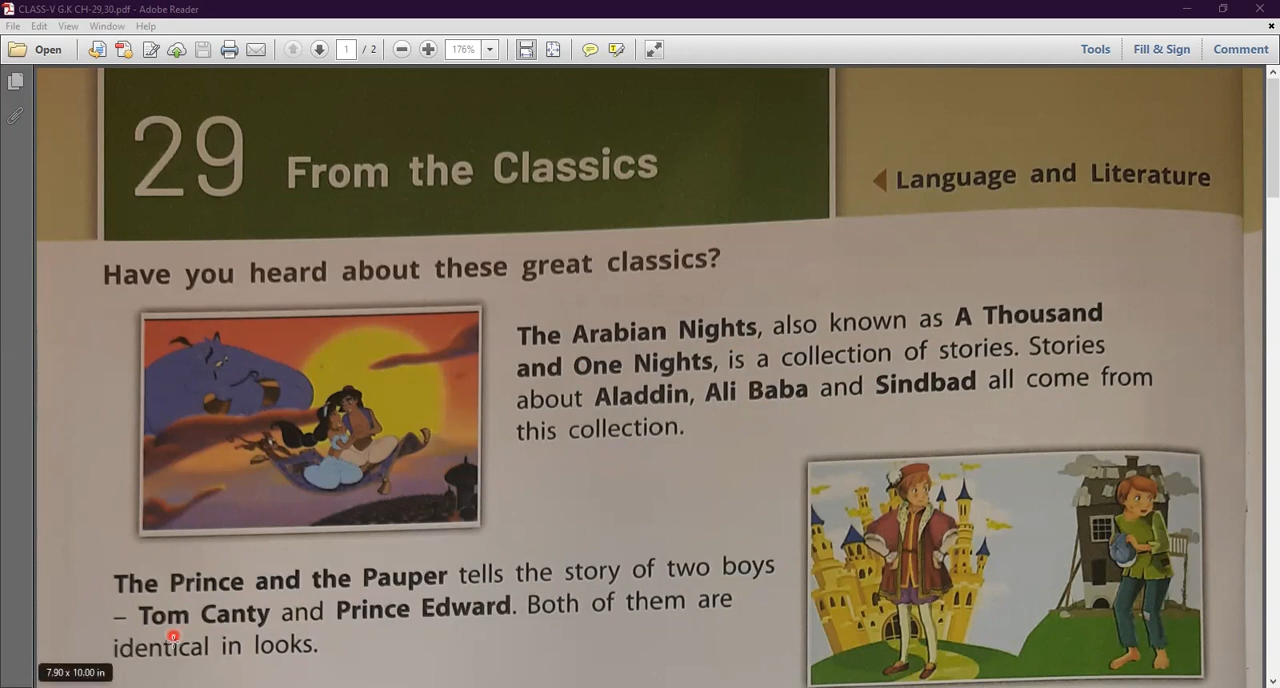 CLASS-V G.K CH-29,30.pdf - Adobe Reader
File Edit View Window Help
Open 1 / 2 176% Tools Fill & Sign Comment
29 From the Classics
Language and Literature
Have you heard about these great classics?
The Arabian Nights, also known as A Thousand
and One Nights, is a collection of stories. Stories
about Aladdin, Ali Baba and Sindbad all come from
this collection.
The Prince and the Pauper tells the story of two boys
– Tom Canty and Prince Edward. Both of them are
identical in looks.
7.90 x 10.00 in